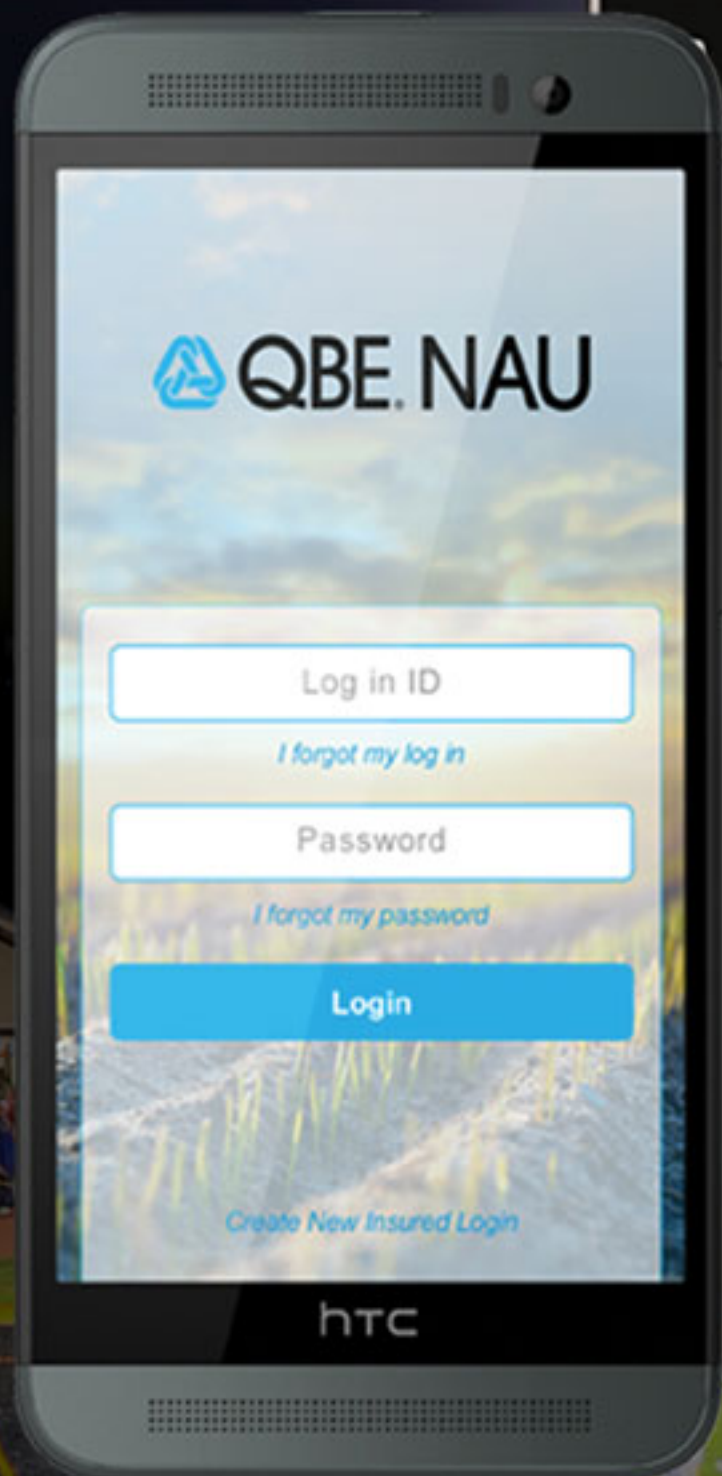 QBE. NAU
Log in ID
I forgot my log in
Password
I forgot my password
Login
Create New Insured Login
hTC